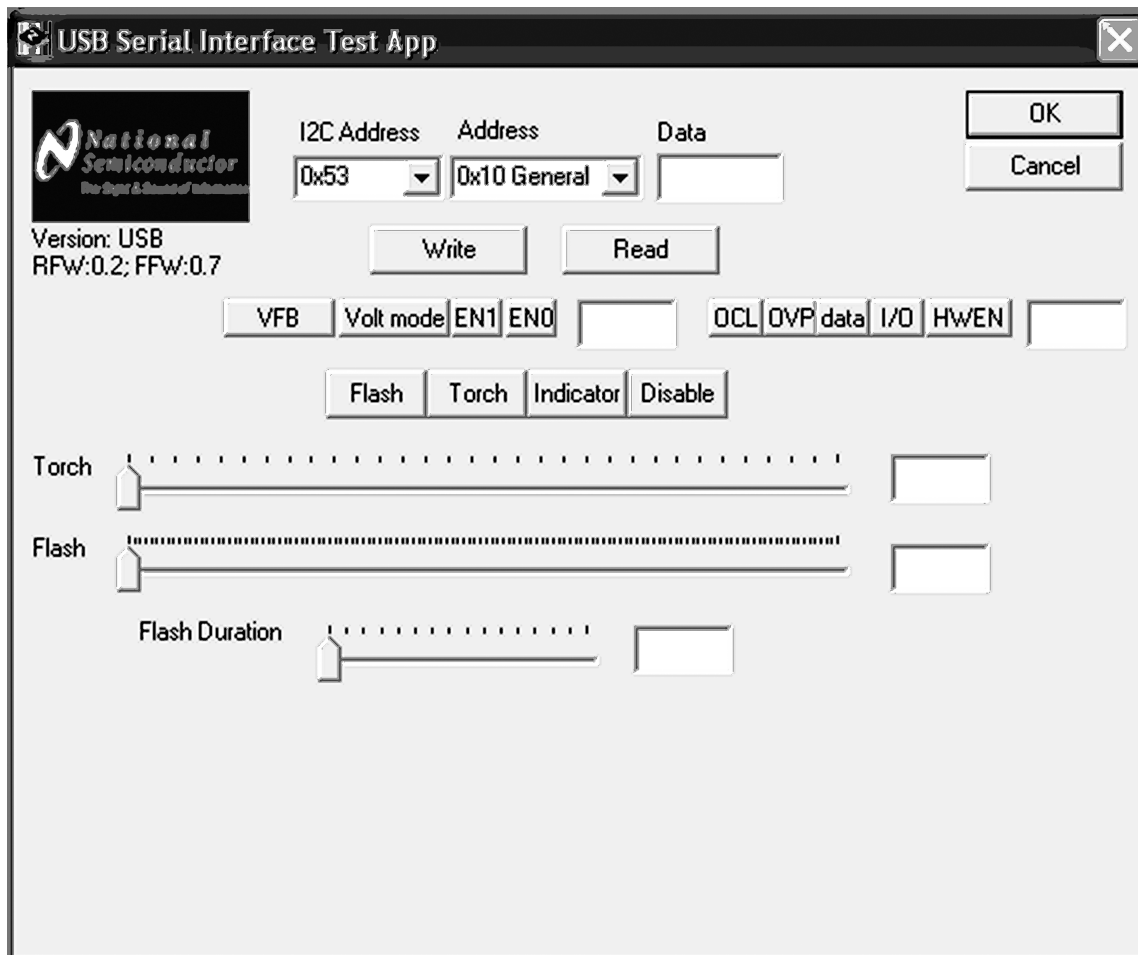 USB Serial Interface Test App
National
Semiconductor
I2C Address Address Data
OK
0x53 0x10 General
Cancel
Version: USB
RFW:0.2; FFW:0.7
Write Read
VFB Volt mode EN1 EN0 OCL OVP data I/O HWEN
Flash Torch Indicator Disable
Torch
Flash
Flash Duration